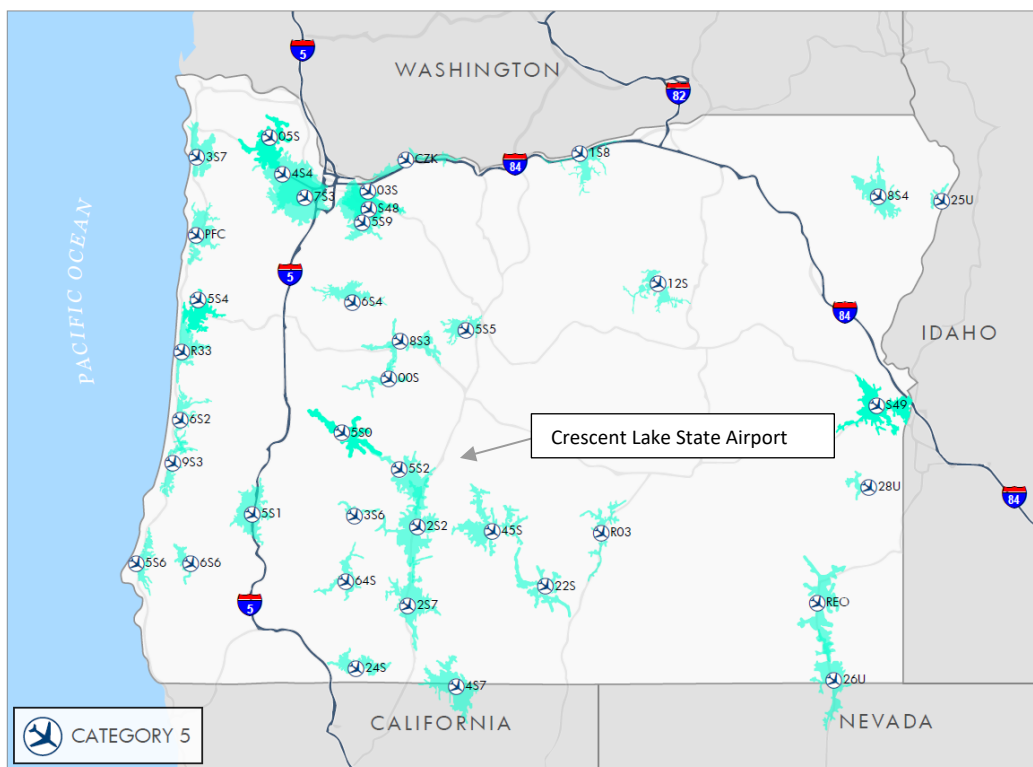 5
WASHINGTON
82
05S
3S7
CZK
1S8
84
4S4
7S3
03S
S48
5S9
8S4
25U
PFC
PACIFIC OCEAN
5
12S
5S4
6S4
84
5S5
IDAHO
R33
8S3
00S
S49
6S2
5S0
Crescent Lake State Airport
9S3
5S2
28U
84
5S1
3S6
2S2
45S
R03
5S6
6S6
64S
22S
5
2S7
REO
24S
4S7
26U
CALIFORNIA
NEVADA
CATEGORY 5